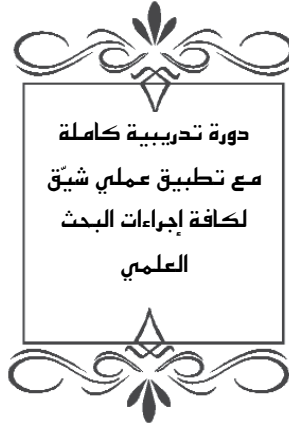 دورة تدريبية كاملة
مع تطبيق عملي شيّق
لكافة إجراءات البحث
العلمي